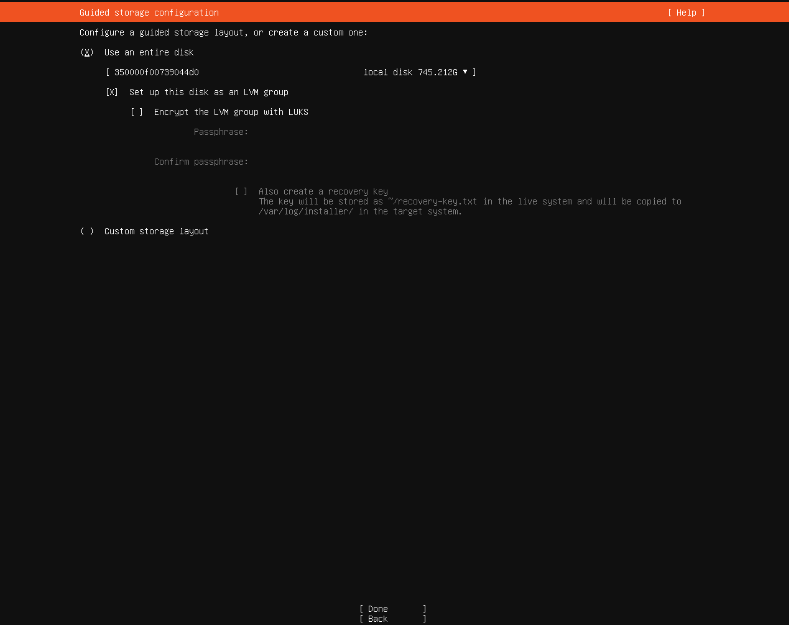 Guided storage configuration [ Help ]
Configure a guided storage layout, or create a custom one:
(X) Use an entire disk
[ 350000f00739044d0 local disk 745.212G ▾ ]
[X] Set up this disk as an LVM group
[ ] Encrypt the LVM group with LUKS
Passphrase:
Confirm passphrase:
[ ] Also create a recovery key
The key will be stored as ~/recovery-key.txt in the live system and will be copied to
/var/log/installer/ in the target system.
( ) Custom storage layout
[ Done ]
[ Back ]